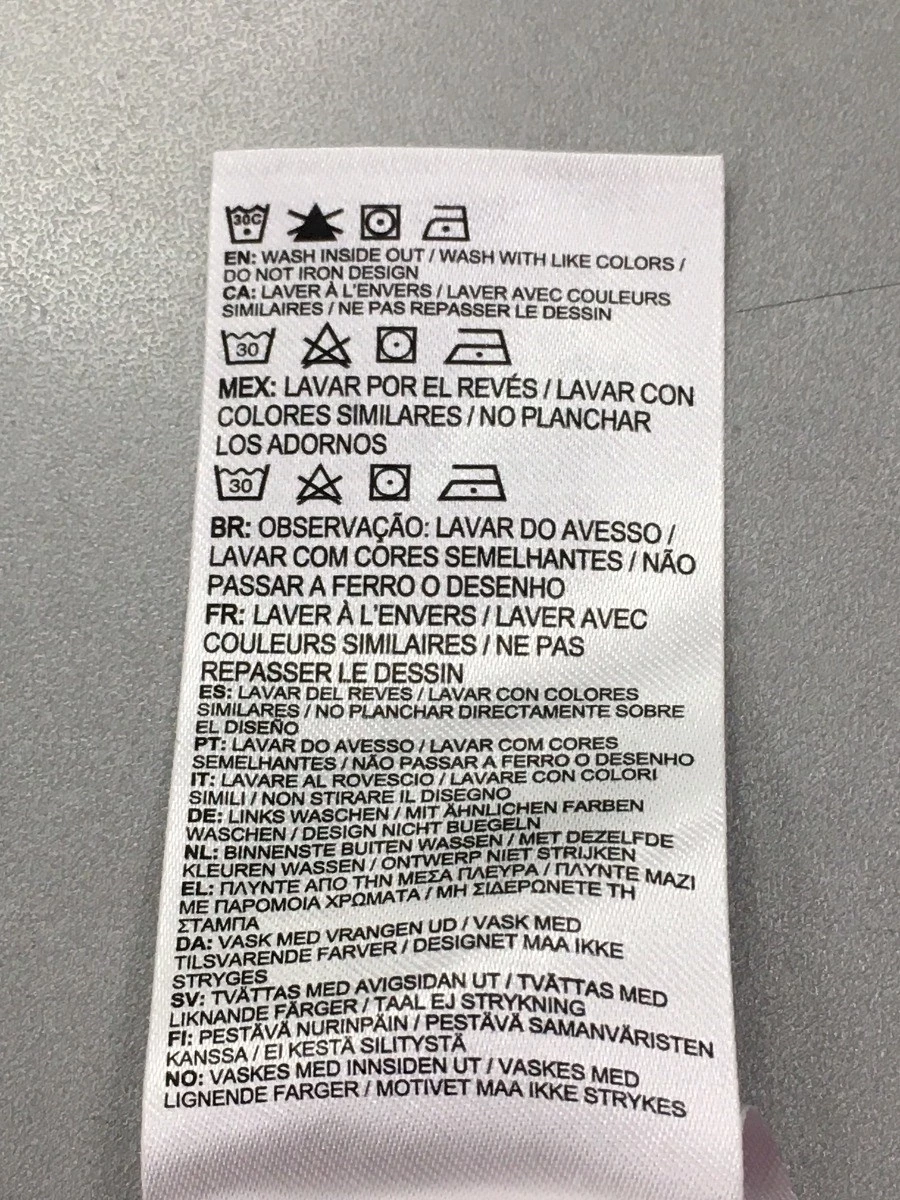 30C
EN: WASH INSIDE OUT / WASH WITH LIKE COLORS /
DO NOT IRON DESIGN
CA: LAVER À L'ENVERS / LAVER AVEC COULEURS
SIMILAIRES / NE PAS REPASSER LE DESSIN
30
MEX: LAVAR POR EL REVÉS / LAVAR CON
COLORES SIMILARES / NO PLANCHAR
LOS ADORNOS
30
BR: OBSERVAÇÃO: LAVAR DO AVESSO /
LAVAR COM CORES SEMELHANTES / NÃO
PASSAR A FERRO O DESENHO
FR: LAVER À L'ENVERS / LAVER AVEC
COULEURS SIMILAIRES / NE PAS
REPASSER LE DESSIN
ES: LAVAR DEL REVES / LAVAR CON COLORES
SIMILARES / NO PLANCHAR DIRECTAMENTE SOBRE
EL DISEÑO
PT: LAVAR DO AVESSO / LAVAR COM CORES
SEMELHANTES / NÃO PASSAR A FERRO O DESENHO
IT: LAVARE AL ROVESCIO / LAVARE CON COLORI
SIMILI / NON STIRARE IL DISEGNO
DE: LINKS WASCHEN / MIT ÄHNLICHEN FARBEN
WASCHEN / DESIGN NICHT BUEGELN
NL: BINNENSTE BUITEN WASSEN / MET DEZELFDE
KLEUREN WASSEN / ONTWERP NIET STRIJKEN
EL: ΠΛΥΝΤΕ ΑΠΟ ΤΗΝ ΜΕΣΑ ΠΛΕΥΡΑ / ΠΛΥΝΤΕ ΜΑΖΙ
ΜΕ ΠΑΡΟΜΟΙΑ ΧΡΩΜΑΤΑ / ΜΗ ΣΙΔΕΡΩΝΕΤΕ ΤΗ
ΣΤΑΜΠΑ
DA: VASK MED VRANGEN UD / VASK MED
TILSVARENDE FARVER / DESIGNET MAA IKKE
STRYGES
SV: TVÄTTAS MED AVIGSIDAN UT / TVÄTTAS MED
LIKNANDE FÄRGER / TAAL EJ STRYKNING
FI: PESTÄVÄ NURINPÄIN / PESTÄVÄ SAMANVÄRISTEN
KANSSA / EI KESTÄ SILITYSTÄ
NO: VASKES MED INNSIDEN UT / VASKES MED
LIGNENDE FARGER / MOTIVET MAA IKKE STRYKES